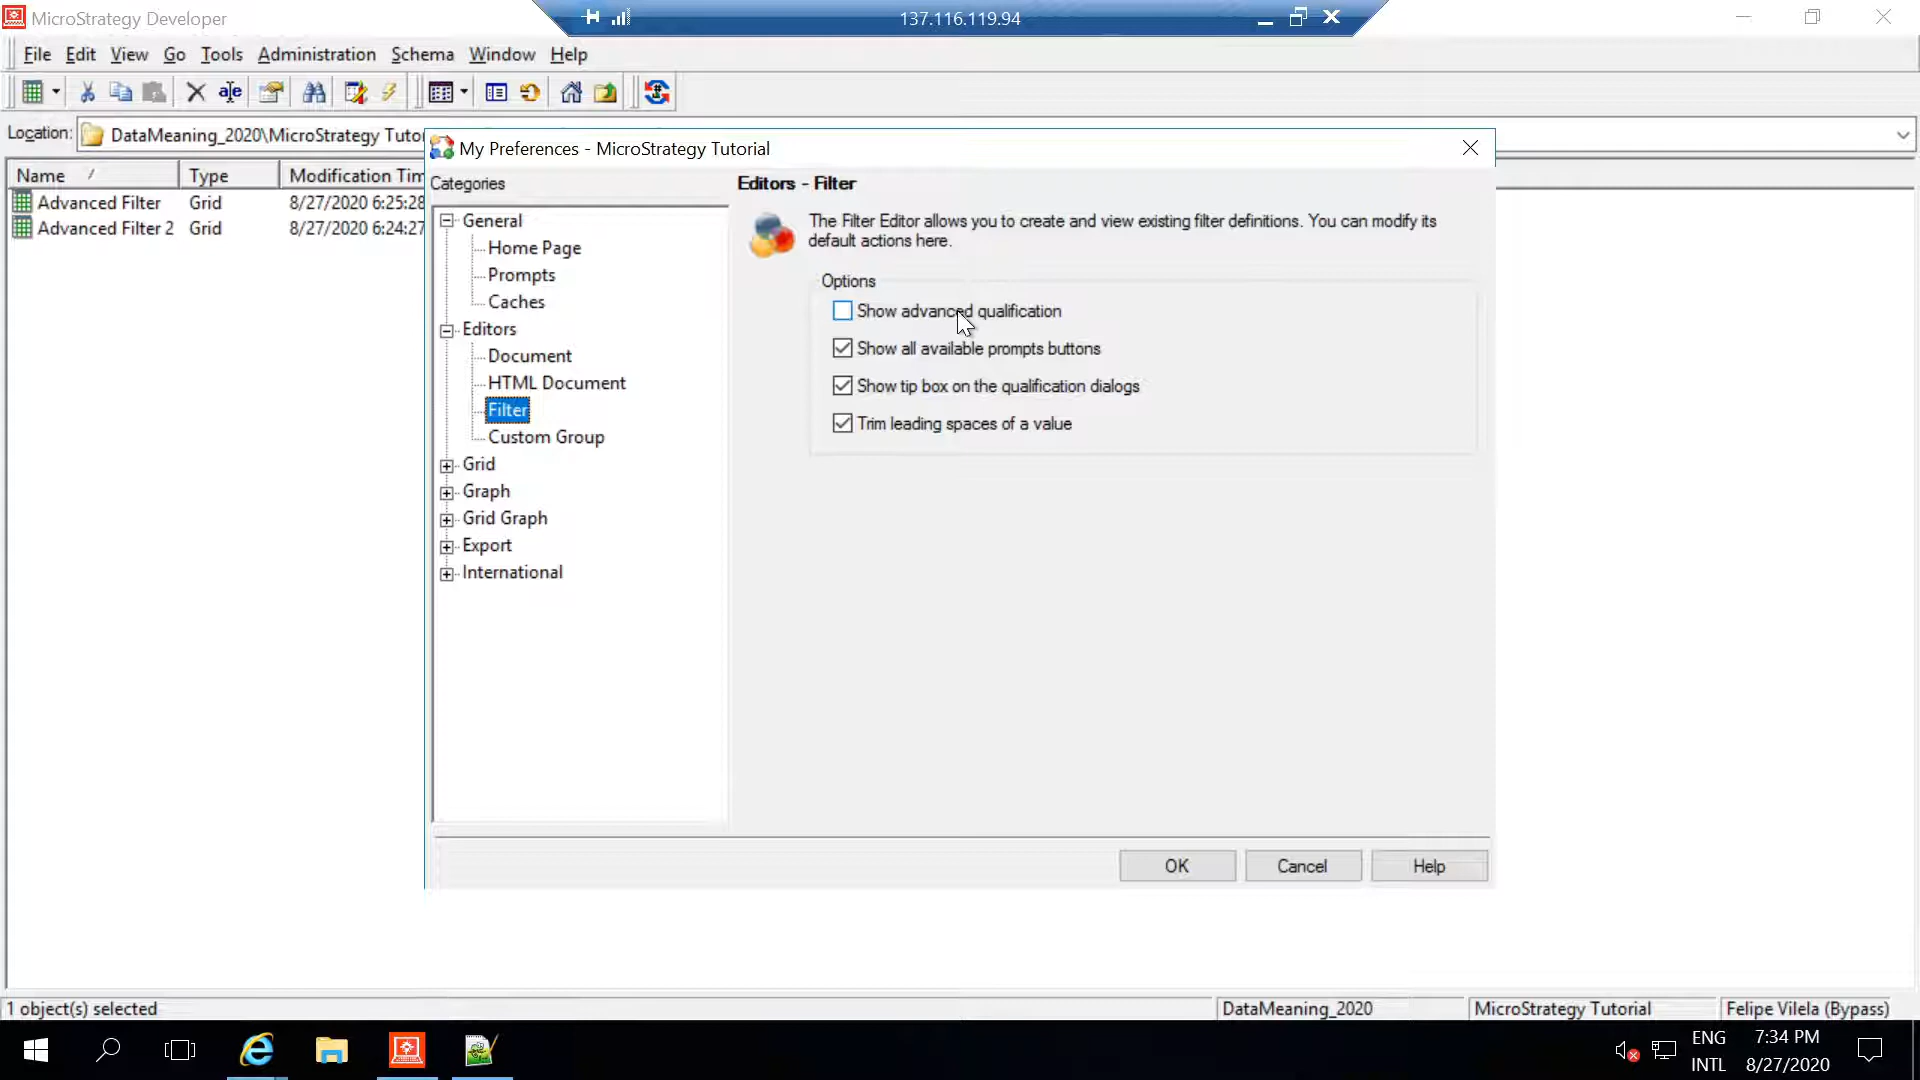 MicroStrategy Developer
137.116.119.94
File Edit View Go Tools Administration Schema Window Help
Location: DataMeaning_2020\MicroStrategy Tuto
My Preferences - MicroStrategy Tutorial
Name Type Modification Tim
Advanced Filter Grid 8/27/2020 6:25:28
Advanced Filter 2 Grid 8/27/2020 6:24:27
Categories
General
Home Page
Prompts
Caches
Editors
Document
HTML Document
Filter
Custom Group
Grid
Graph
Grid Graph
Export
International
Editors - Filter
The Filter Editor allows you to create and view existing filter definitions. You can modify its
default actions here.
Options
Show advanced qualification
Show all available prompts buttons
Show tip box on the qualification dialogs
Trim leading spaces of a value
OK Cancel Help
1 object(s) selected DataMeaning_2020 MicroStrategy Tutorial Felipe Vilela (Bypass)
ENG 7:34 PM
INTL 8/27/2020